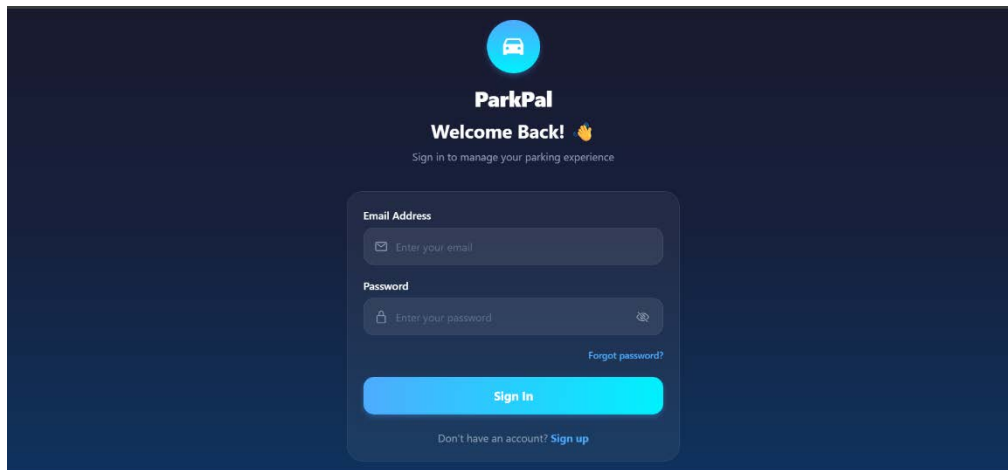 ParkPal
Welcome Back! 👋
Sign in to manage your parking experience
Email Address
Enter your email
Password
Enter your password
Forgot password?
Sign In
Don't have an account? Sign up